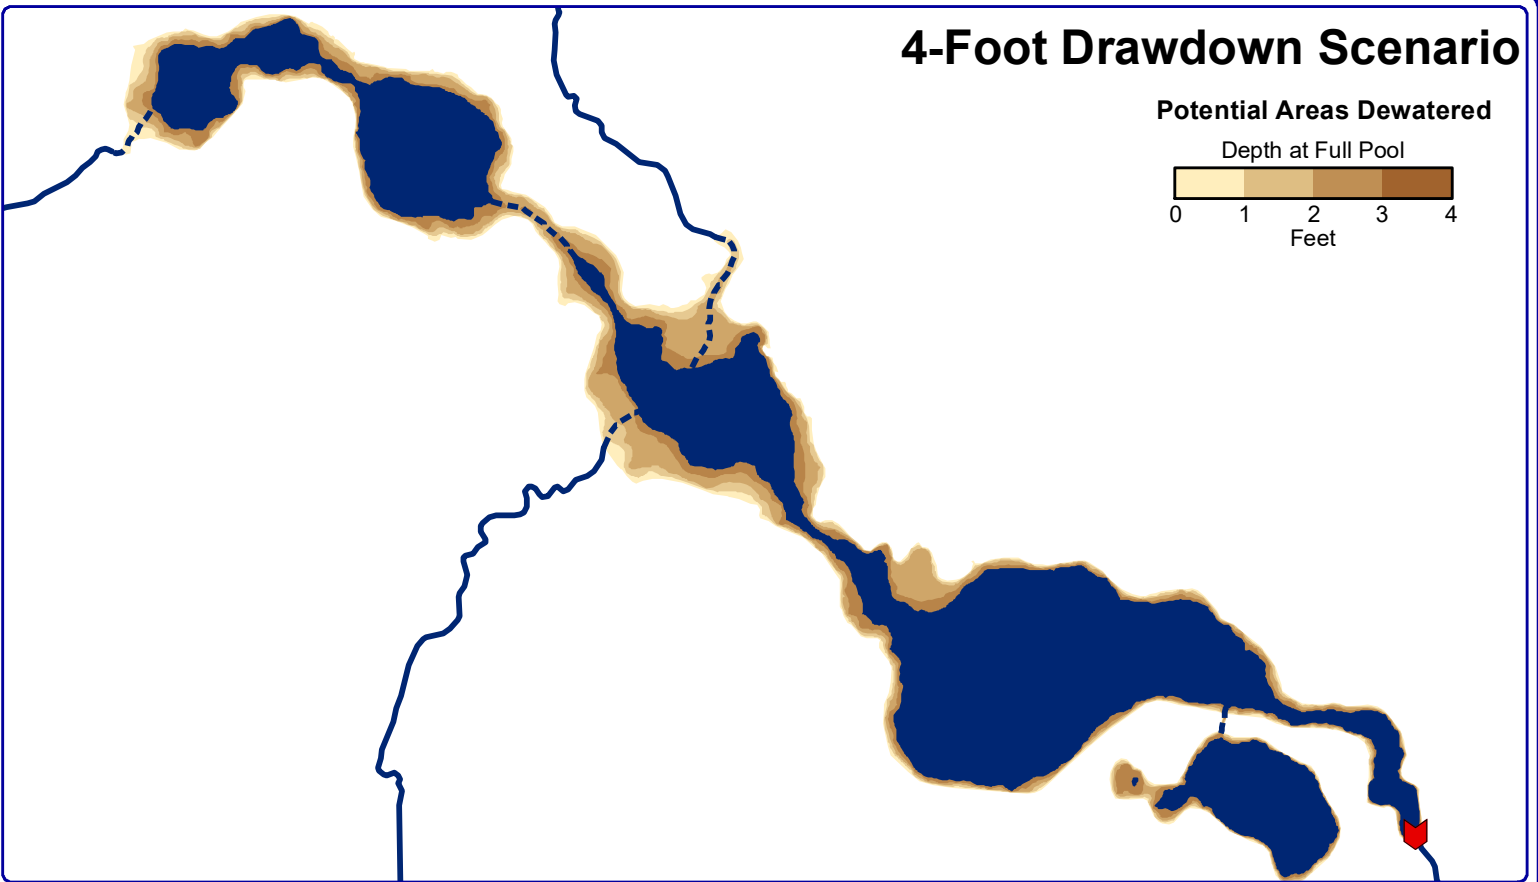 4-Foot Drawdown Scenario
Potential Areas Dewatered
Depth at Full Pool
0 1 2 3 4
Feet